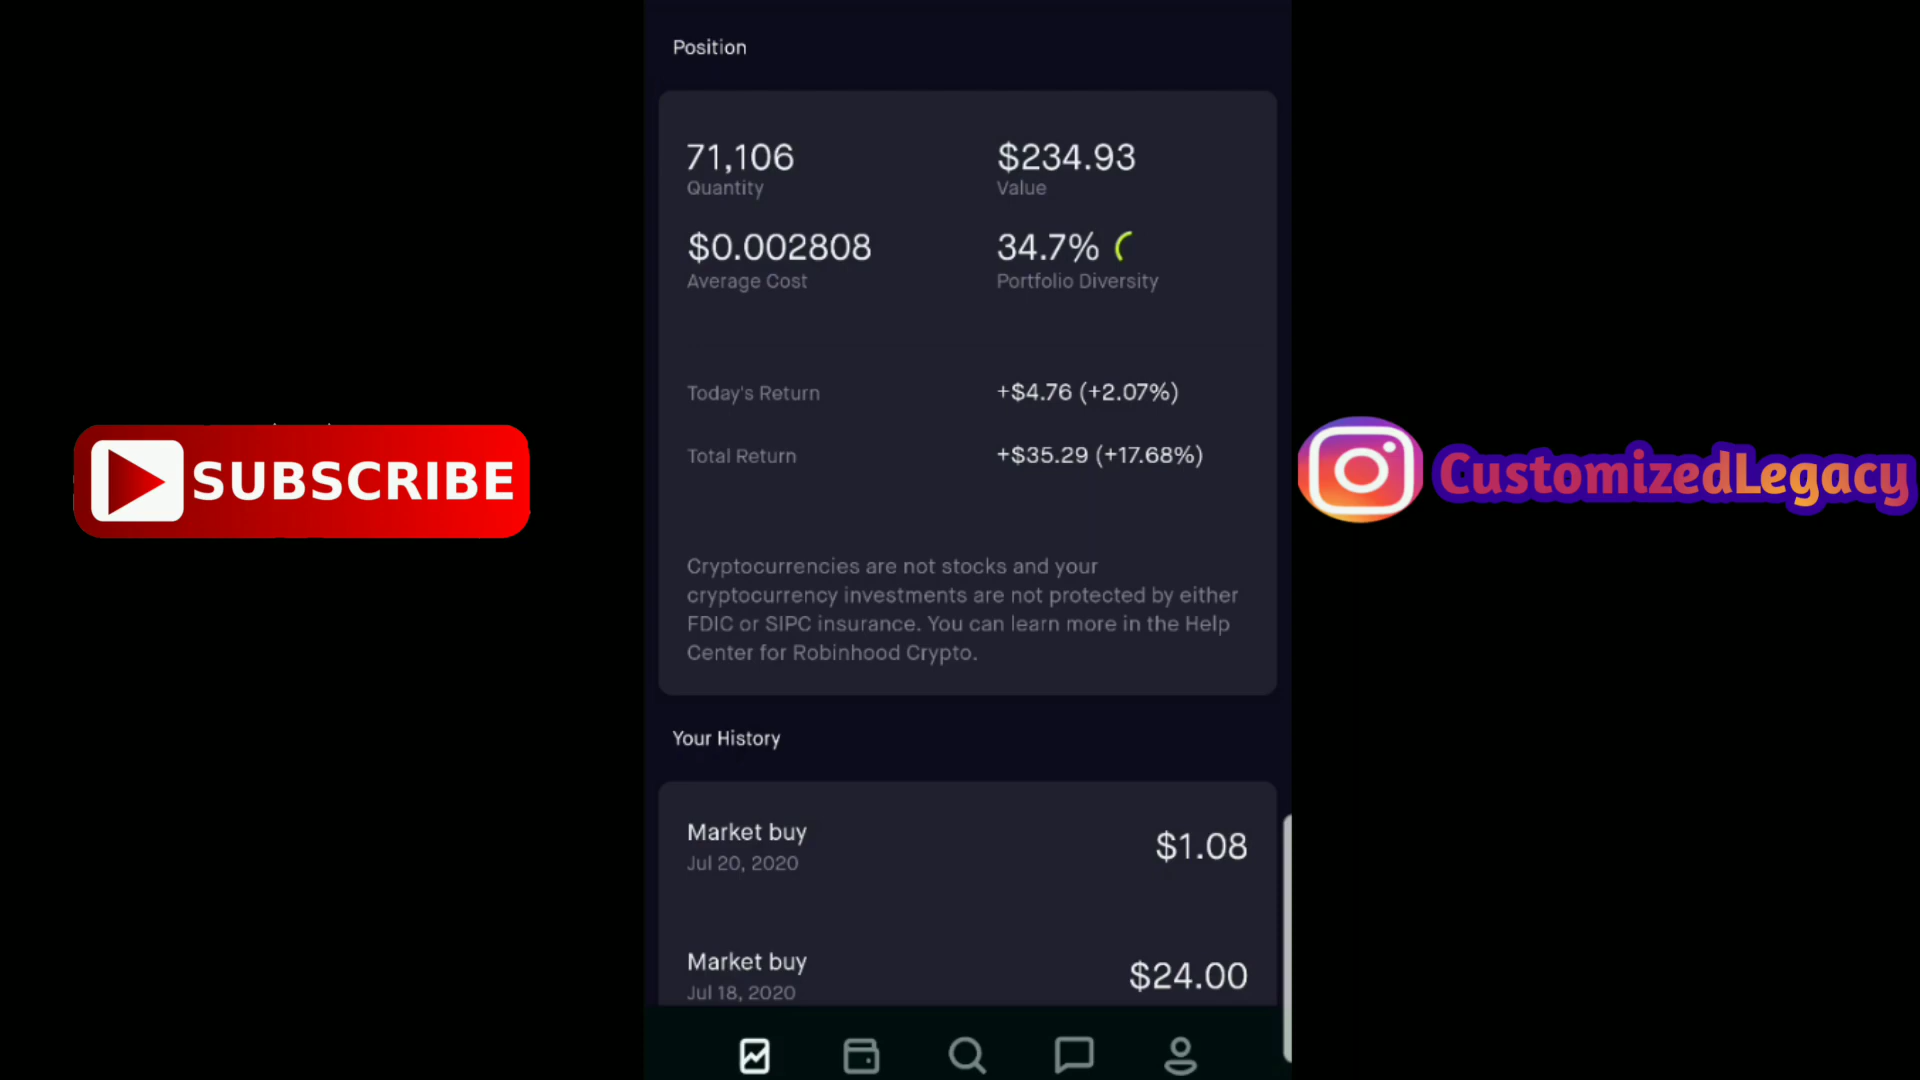 Position
71,106
Quantity
$234.93
Value
$0.002808
Average Cost
34.7%
Portfolio Diversity
Today's Return
+$4.76 (+2.07%)
Total Return
+$35.29 (+17.68%)
Cryptocurrencies are not stocks and your
cryptocurrency investments are not protected by either
FDIC or SIPC insurance. You can learn more in the Help
Center for Robinhood Crypto.
Your History
Market buy
Jul 20, 2020
$1.08
Market buy
Jul 18, 2020
$24.00
SUBSCRIBE
CustomizedLegacy